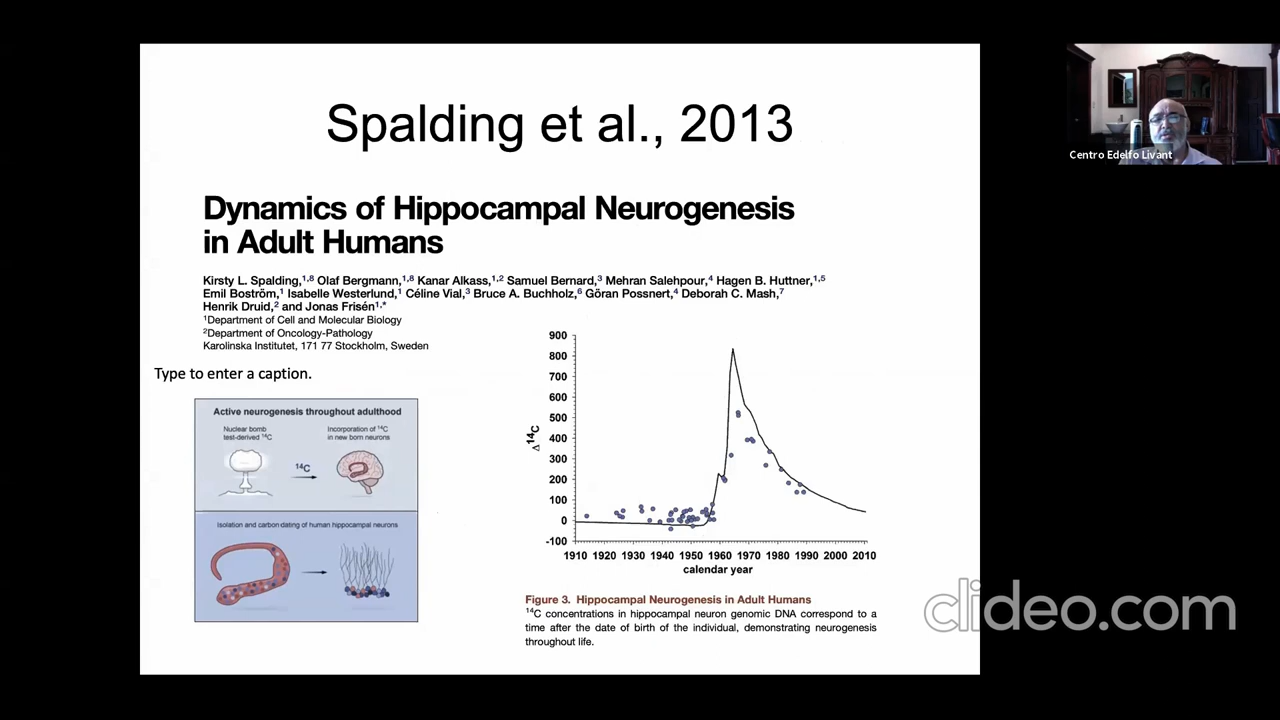 Spalding et al., 2013
Dynamics of Hippocampal Neurogenesis
in Adult Humans
Kirsty L. Spalding,1,8 Olaf Bergmann,1,8 Kanar Alkass,1,2 Samuel Bernard,3 Mehran Salehpour,4 Hagen B. Huttner,1,5
Emil Boström,1 Isabelle Westerlund,1 Céline Vial,3 Bruce A. Buchholz,6 Göran Possnert,4 Deborah C. Mash,7
Henrik Druid,2 and Jonas Frisén1,*
1Department of Cell and Molecular Biology
2Department of Oncology-Pathology
Karolinska Institutet, 171 77 Stockholm, Sweden
Type to enter a caption.
Active neurogenesis throughout adulthood
Nuclear bomb
test-derived 14C
Incorporation of 14C
in new born neurons
14C
Isolation and carbon dating of human hippocampal neurons
900
800
700
600
500
400
300
200
100
0
-100
Δ14C
1910 1920 1930 1940 1950 1960 1970 1980 1990 2000 2010
calendar year
Figure 3. Hippocampal Neurogenesis in Adult Humans
14C concentrations in hippocampal neuron genomic DNA correspond to a
time after the date of birth of the individual, demonstrating neurogenesis
throughout life.
Centro Edelfo Livant
clideo.com